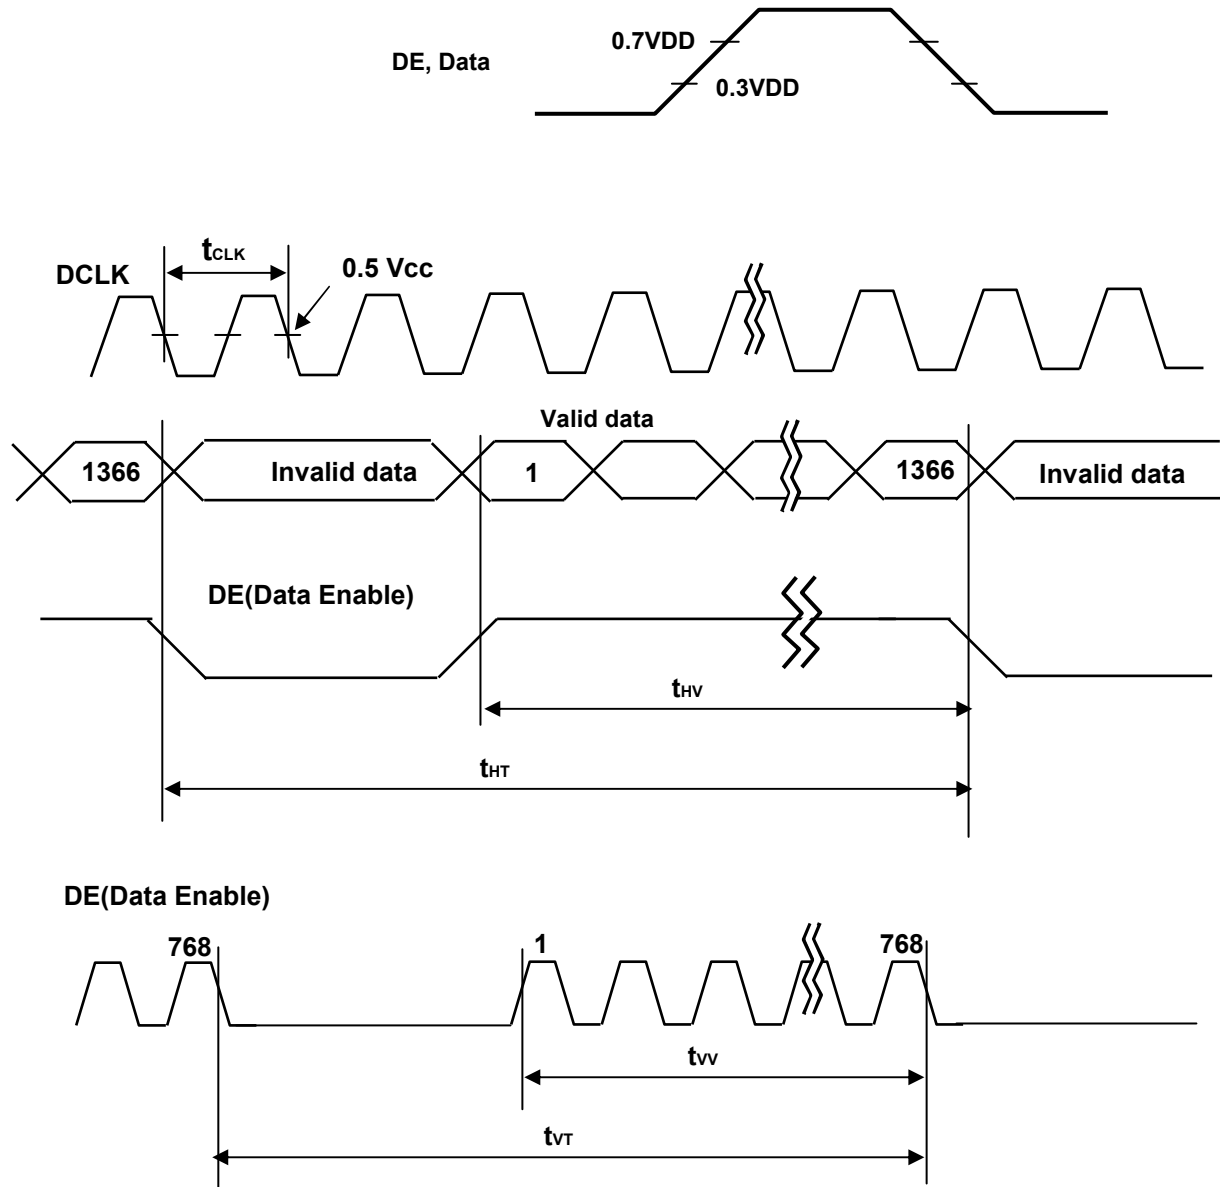 0.7VDD
DE, Data
0.3VDD
tCLK
DCLK
0.5 Vcc
Valid data
1366
Invalid data
1
1366
Invalid data
DE(Data Enable)
tHV
tHT
DE(Data Enable)
768
1
768
tVV
tVT